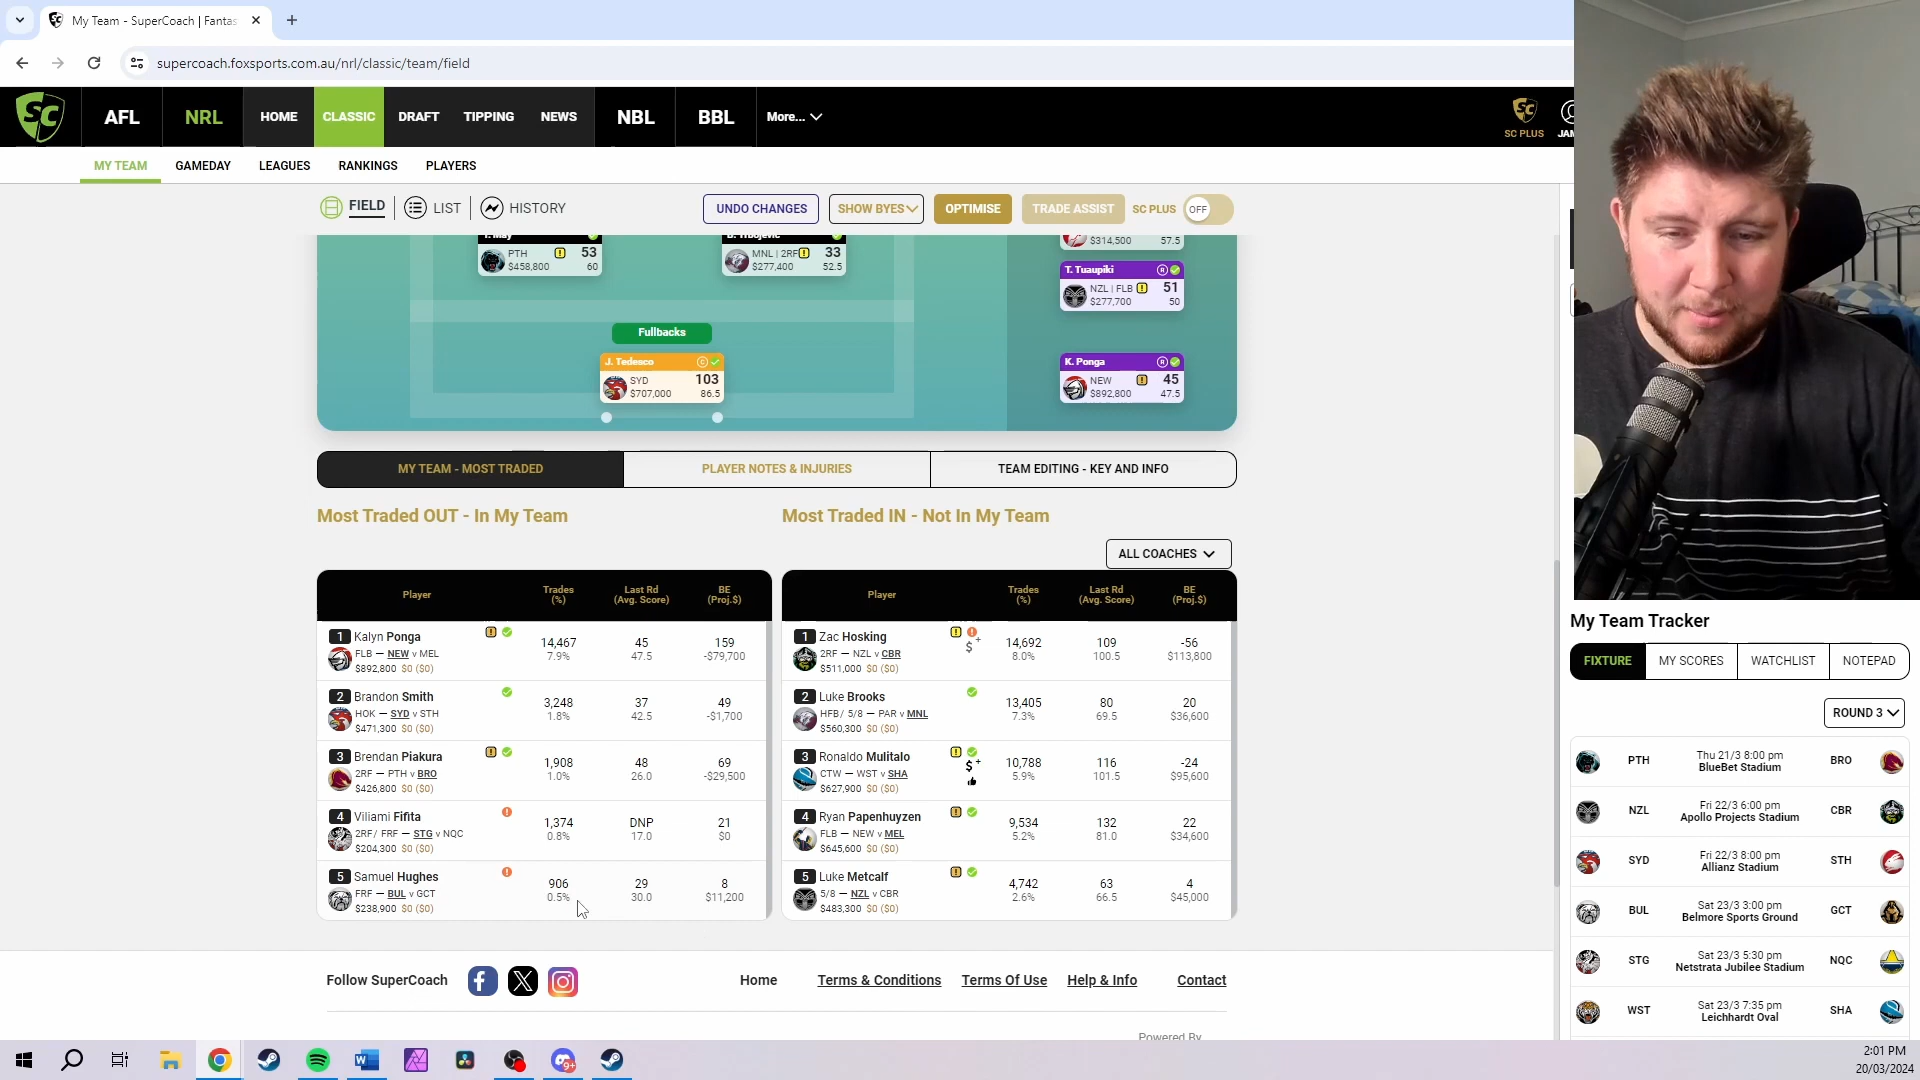 My Team - SuperCoach | Fantas
supercoach.foxsports.com.au/nrl/classic/team/field
SC
AFL
NRL
HOME
CLASSIC
DRAFT
TIPPING
NEWS
NBL
BBL
More...
SC PLUS
JAM
MY TEAM
GAMEDAY
LEAGUES
RANKINGS
PLAYERS
FIELD
LIST
HISTORY
UNDO CHANGES
SHOW BYES
OPTIMISE
TRADE ASSIST
SC PLUS
OFF
T. May
PTH 53
$458,800 60
B. Trbojevic
MNL | 2RF 33
$277,400 52.5
$314,500 57.5
T. Tuaupiki R
NZL | FLB 51
$277,700 50
Fullbacks
J. Tedesco C
SYD 103
$707,000 86.5
K. Ponga R
NEW 45
$892,800 47.5
MY TEAM - MOST TRADED
PLAYER NOTES & INJURIES
TEAM EDITING - KEY AND INFO
Most Traded OUT - In My Team
Most Traded IN - Not In My Team
ALL COACHES
Player
Trades (%)
Last Rd (Avg. Score)
BE (Proj.$)
1 Kalyn Ponga
FLB — NEW v MEL
$892,800 $0 ($0)
14,467 45 159
7.9% 47.5 -$79,700
2 Brandon Smith
HOK — SYD v STH
$471,300 $0 ($0)
3,248 37 49
1.8% 42.5 -$1,700
3 Brendan Piakura
2RF — PTH v BRO
$426,800 $0 ($0)
1,908 48 69
1.0% 26.0 -$29,500
4 Viliami Fifita
2RF/ FRF — STG v NQC
$204,300 $0 ($0)
1,374 DNP 21
0.8% 17.0 $0
5 Samuel Hughes
FRF — BUL v GCT
$238,900 $0 ($0)
906 29 8
0.5% 30.0 $11,200
Player
Trades (%)
Last Rd (Avg. Score)
BE (Proj.$)
1 Zac Hosking
2RF — NZL v CBR
$511,000 $0 ($0)
14,692 109 -56
8.0% 100.5 $113,800
2 Luke Brooks
HFB/ 5/8 — PAR v MNL
$560,300 $0 ($0)
13,405 80 20
7.3% 69.5 $36,600
3 Ronaldo Mulitalo
CTW — WST v SHA
$627,900 $0 ($0)
10,788 116 -24
5.9% 101.5 $95,600
4 Ryan Papenhuyzen
FLB — NEW v MEL
$645,600 $0 ($0)
9,534 132 22
5.2% 81.0 $34,600
5 Luke Metcalf
5/8 — NZL v CBR
$483,300 $0 ($0)
4,742 63 4
2.6% 66.5 $45,000
Follow SuperCoach
Home
Terms & Conditions
Terms Of Use
Help & Info
Contact
Powered By
My Team Tracker
FIXTURE
MY SCORES
WATCHLIST
NOTEPAD
ROUND 3
PTH Thu 21/3 8:00 pm BRO
BlueBet Stadium
NZL Fri 22/3 6:00 pm CBR
Apollo Projects Stadium
SYD Fri 22/3 8:00 pm STH
Allianz Stadium
BUL Sat 23/3 3:00 pm GCT
Belmore Sports Ground
STG Sat 23/3 5:30 pm NQC
Netstrata Jubilee Stadium
WST Sat 23/3 7:35 pm SHA
Leichhardt Oval
9+
2:01 PM
20/03/2024